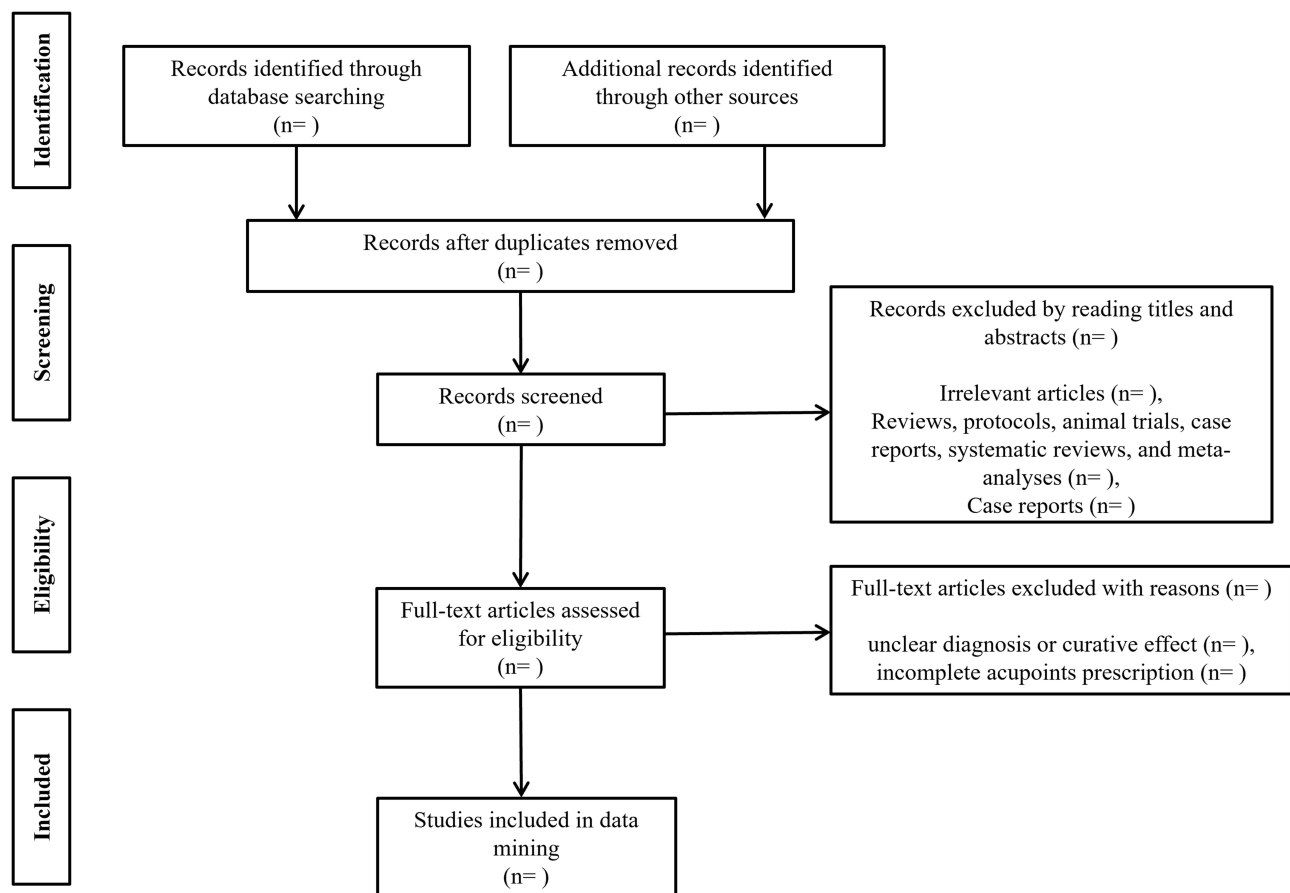 Identification
Records identified through
database searching
(n= )
Additional records identified
through other sources
(n= )
Screening
Records after duplicates removed
(n= )
Records screened
(n= )
Records excluded by reading titles and
abstracts (n= )
Irrelevant articles (n= ),
Reviews, protocols, animal trials, case
reports, systematic reviews, and meta-
analyses (n= ),
Case reports (n= )
Eligibility
Full-text articles assessed
for eligibility
(n= )
Full-text articles excluded with reasons (n= )
unclear diagnosis or curative effect (n= ),
incomplete acupoints prescription (n= )
Included
Studies included in data
mining
(n= )